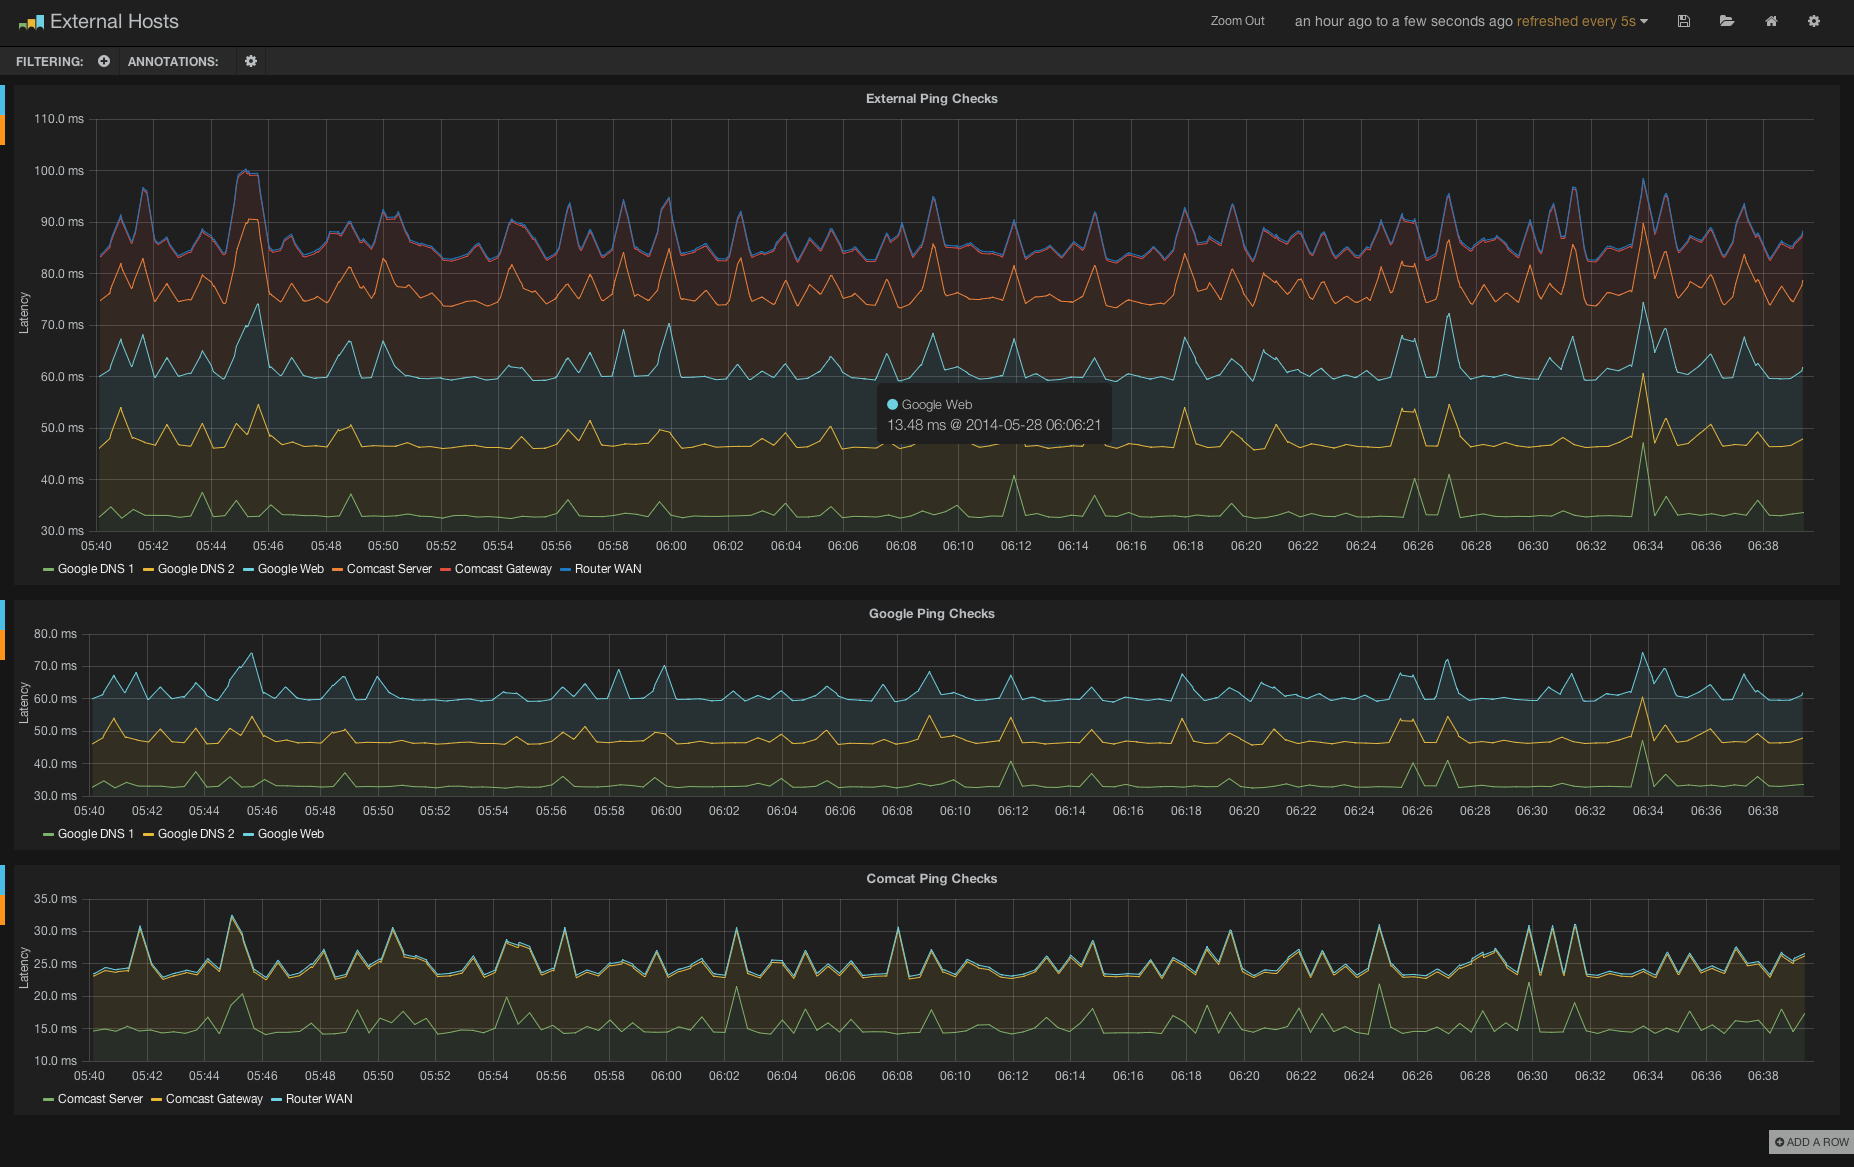 External Hosts
Zoom Out an hour ago to a few seconds ago refreshed every 5s
FILTERING: ANNOTATIONS:
External Ping Checks
110.0 ms
100.0 ms
90.0 ms
80.0 ms
70.0 ms
60.0 ms
50.0 ms
40.0 ms
30.0 ms
Latency
Google Web
13.48 ms @ 2014-05-28 06:06:21
05:40 05:42 05:44 05:46 05:48 05:50 05:52 05:54 05:56 05:58 06:00 06:02 06:04 06:06 06:08 06:10 06:12 06:14 06:16 06:18 06:20 06:22 06:24 06:26 06:28 06:30 06:32 06:34 06:36 06:38
Google DNS 1 Google DNS 2 Google Web Comcast Server Comcast Gateway Router WAN
Google Ping Checks
80.0 ms
70.0 ms
60.0 ms
50.0 ms
40.0 ms
30.0 ms
Latency
05:40 05:42 05:44 05:46 05:48 05:50 05:52 05:54 05:56 05:58 06:00 06:02 06:04 06:06 06:08 06:10 06:12 06:14 06:16 06:18 06:20 06:22 06:24 06:26 06:28 06:30 06:32 06:34 06:36 06:38
Google DNS 1 Google DNS 2 Google Web
Comcat Ping Checks
35.0 ms
30.0 ms
25.0 ms
20.0 ms
15.0 ms
10.0 ms
Latency
05:40 05:42 05:44 05:46 05:48 05:50 05:52 05:54 05:56 05:58 06:00 06:02 06:04 06:06 06:08 06:10 06:12 06:14 06:16 06:18 06:20 06:22 06:24 06:26 06:28 06:30 06:32 06:34 06:36 06:38
Comcast Server Comcast Gateway Router WAN
ADD A ROW